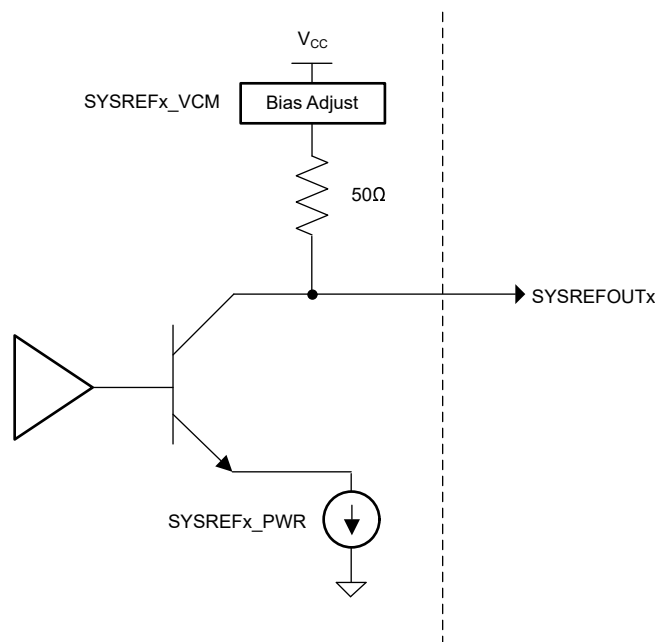 VCC
SYSREFx_VCM
Bias Adjust
50Ω
SYSREFOUTx
SYSREFx_PWR